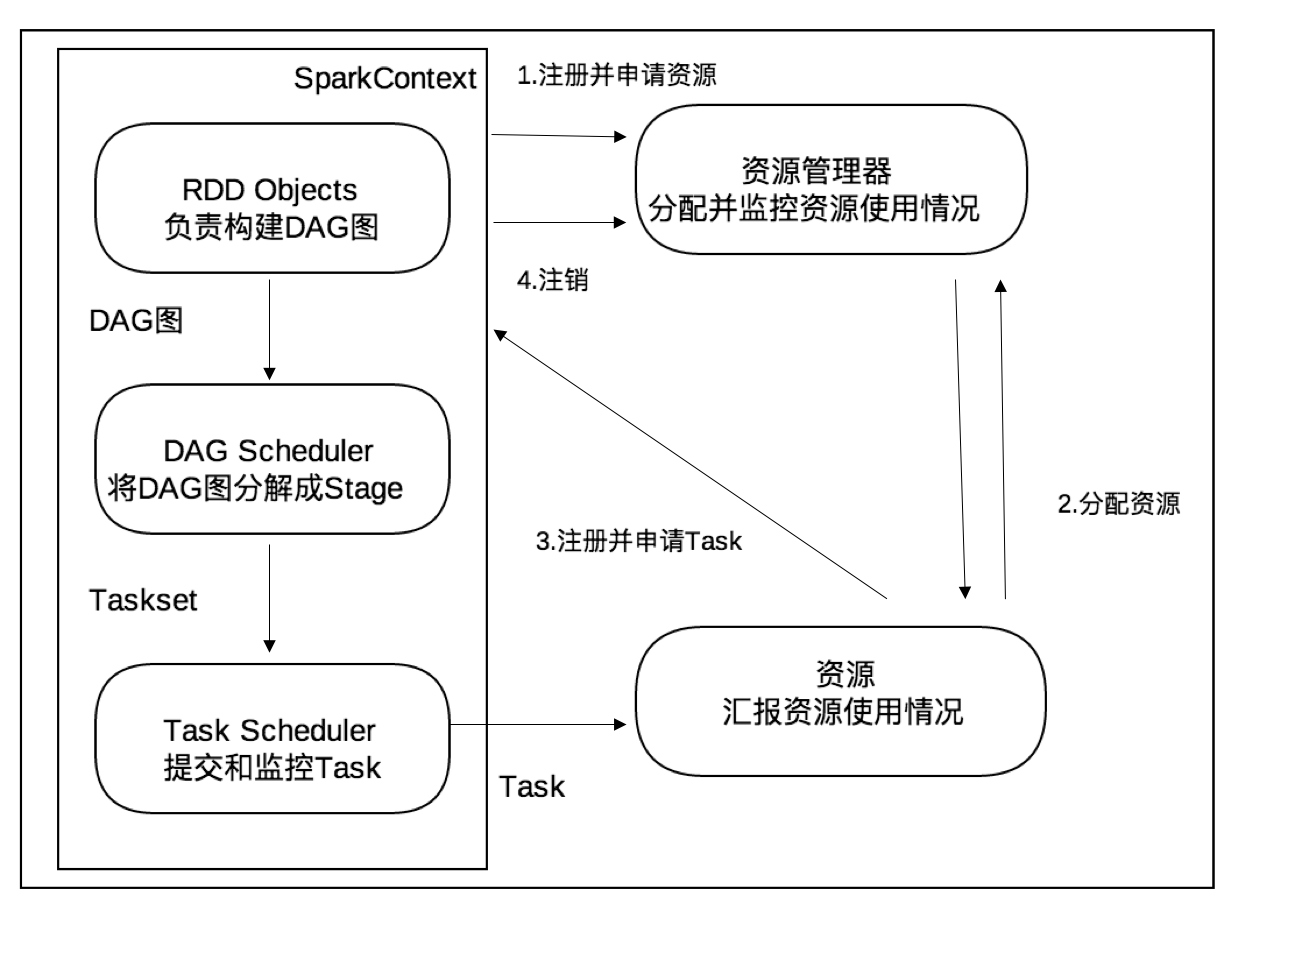 SparkContext
1.注册并申请资源
RDD Objects
负责构建DAG图
资源管理器
分配并监控资源使用情况
4.注销
DAG图
DAG Scheduler
将DAG图分解成Stage
2.分配资源
3.注册并申请Task
Taskset
资源
汇报资源使用情况
Task Scheduler
提交和监控Task
Task